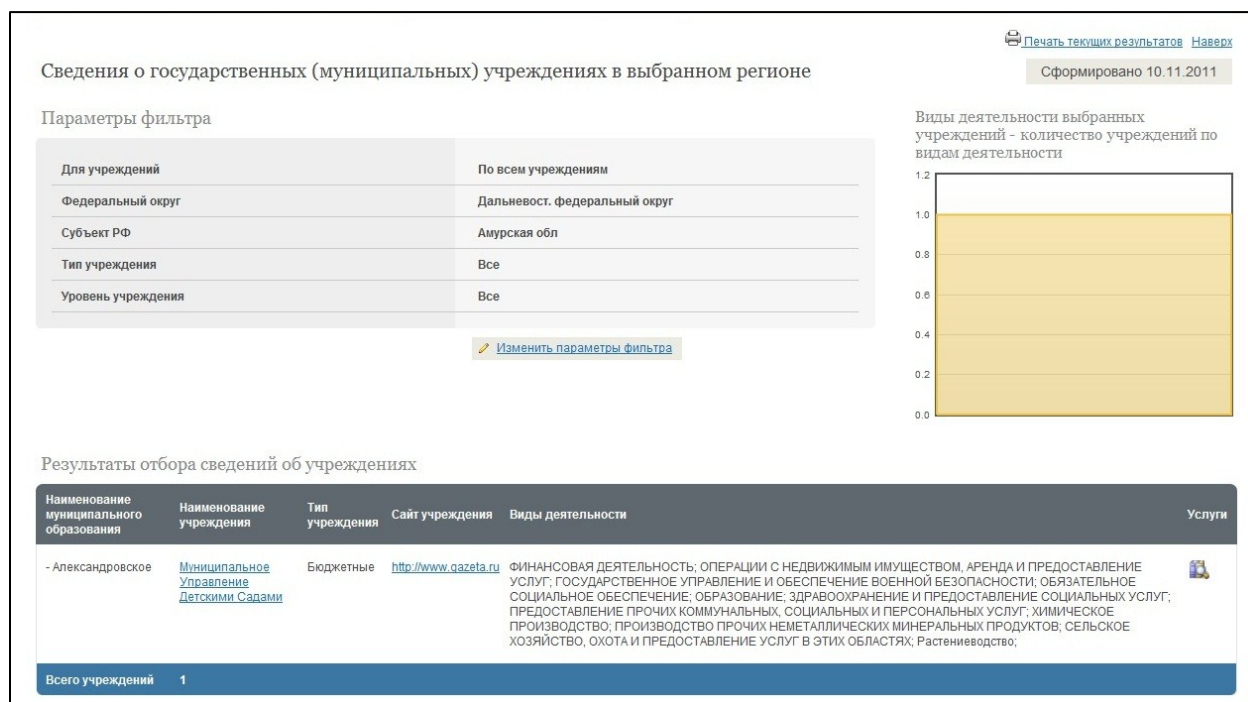 Печать текущих результатов Наверх
Сведения о государственных (муниципальных) учреждениях в выбранном регионе
Сформировано 10.11.2011
Параметры фильтра
Для учреждений По всем учреждениям
Федеральный округ Дальневост. федеральный округ
Субъект РФ Амурская обл
Тип учреждения Все
Уровень учреждения Все
Изменить параметры фильтра
Виды деятельности выбранных
учреждений - количество учреждений по
видам деятельности
1.2
1.0
0.8
0.6
0.4
0.2
0.0
Результаты отбора сведений об учреждениях
Наименование
муниципального
образования
Наименование
учреждения
Тип
учреждения
Сайт учреждения
Виды деятельности
Услуги
- Александровское
Муниципальное
Управление
Детскими Садами
Бюджетные
http://www.gazeta.ru
ФИНАНСОВАЯ ДЕЯТЕЛЬНОСТЬ; ОПЕРАЦИИ С НЕДВИЖИМЫМ ИМУЩЕСТВОМ, АРЕНДА И ПРЕДОСТАВЛЕНИЕ
УСЛУГ; ГОСУДАРСТВЕННОЕ УПРАВЛЕНИЕ И ОБЕСПЕЧЕНИЕ ВОЕННОЙ БЕЗОПАСНОСТИ; ОБЯЗАТЕЛЬНОЕ
СОЦИАЛЬНОЕ ОБЕСПЕЧЕНИЕ; ОБРАЗОВАНИЕ; ЗДРАВООХРАНЕНИЕ И ПРЕДОСТАВЛЕНИЕ СОЦИАЛЬНЫХ УСЛУГ;
ПРЕДОСТАВЛЕНИЕ ПРОЧИХ КОММУНАЛЬНЫХ, СОЦИАЛЬНЫХ И ПЕРСОНАЛЬНЫХ УСЛУГ; ХИМИЧЕСКОЕ
ПРОИЗВОДСТВО; ПРОИЗВОДСТВО ПРОЧИХ НЕМЕТАЛЛИЧЕСКИХ МИНЕРАЛЬНЫХ ПРОДУКТОВ; СЕЛЬСКОЕ
ХОЗЯЙСТВО, ОХОТА И ПРЕДОСТАВЛЕНИЕ УСЛУГ В ЭТИХ ОБЛАСТЯХ; Растениеводство;
Всего учреждений 1